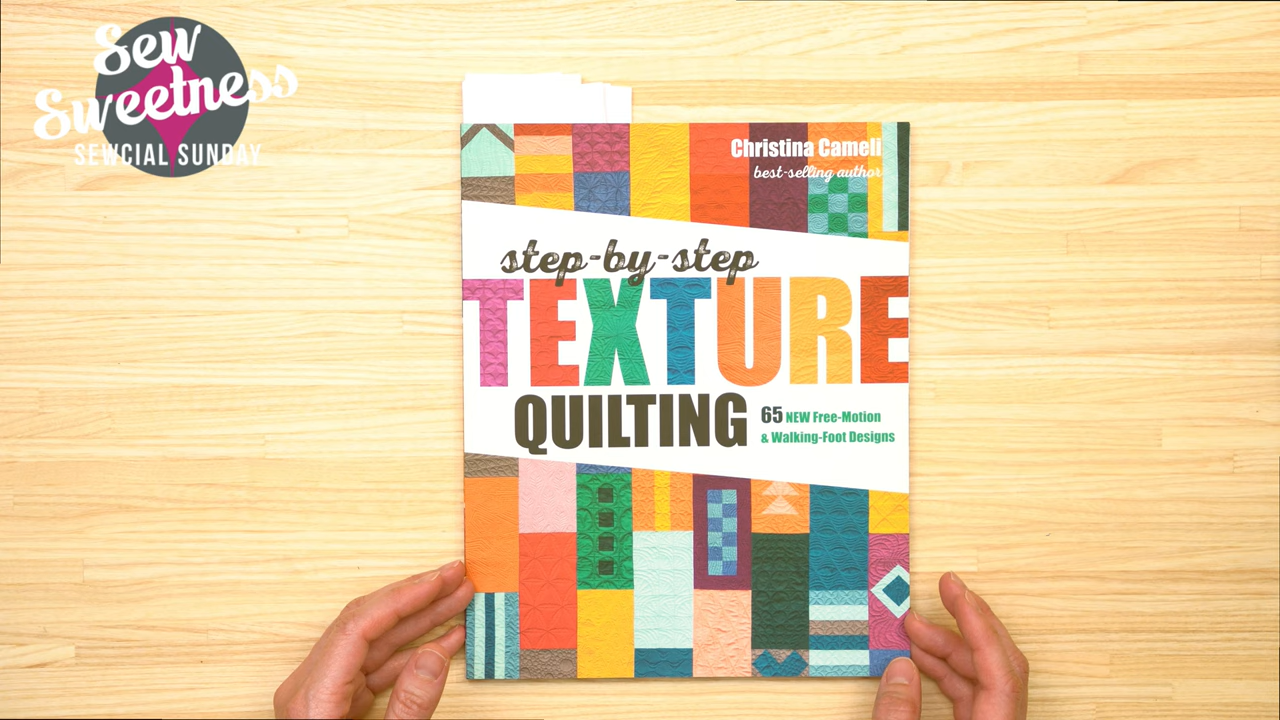 Sew
Sweetness
SEWCIAL SUNDAY
Christina Cameli
best-selling author
step-by-step
TEXTURE
QUILTING
65 NEW Free-Motion
& Walking-Foot Designs